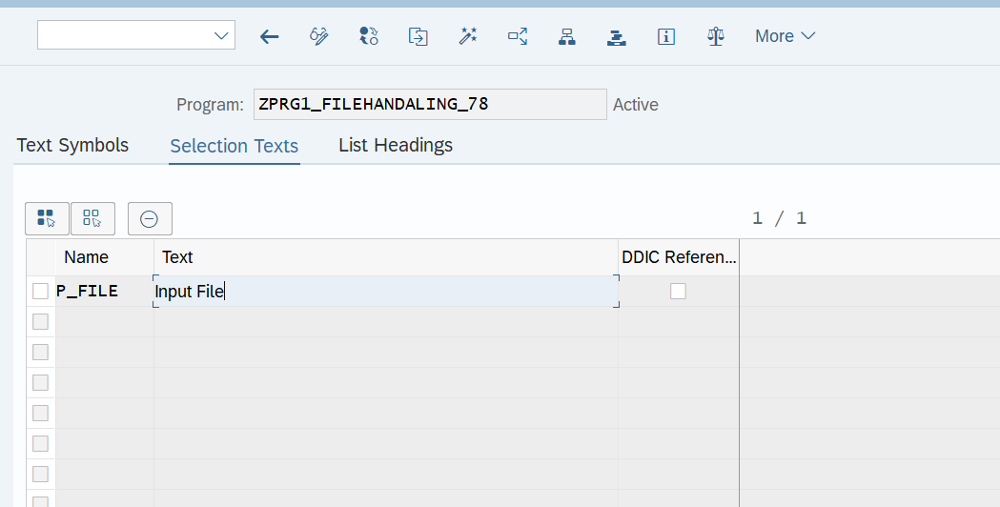 More
Program: ZPRG1_FILEHANDALING_78 Active
Text Symbols Selection Texts List Headings
1 / 1
Name Text DDIC Referen...
P_FILE Input File